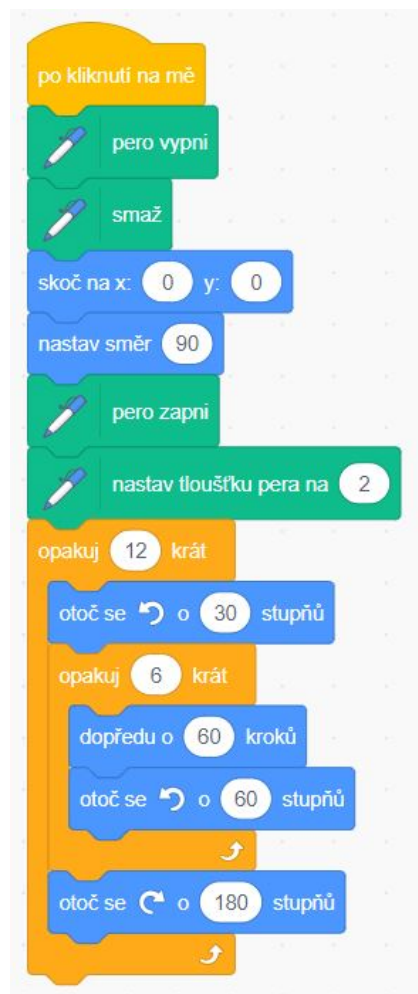 po kliknutí na mě
pero vypni
smaž
skoč na x: 0 y: 0
nastav směr 90
pero zapni
nastav tloušťku pera na 2
opakuj 12 krát
otoč se o 30 stupňů
opakuj 6 krát
dopředu o 60 kroků
otoč se o 60 stupňů
otoč se o 180 stupňů